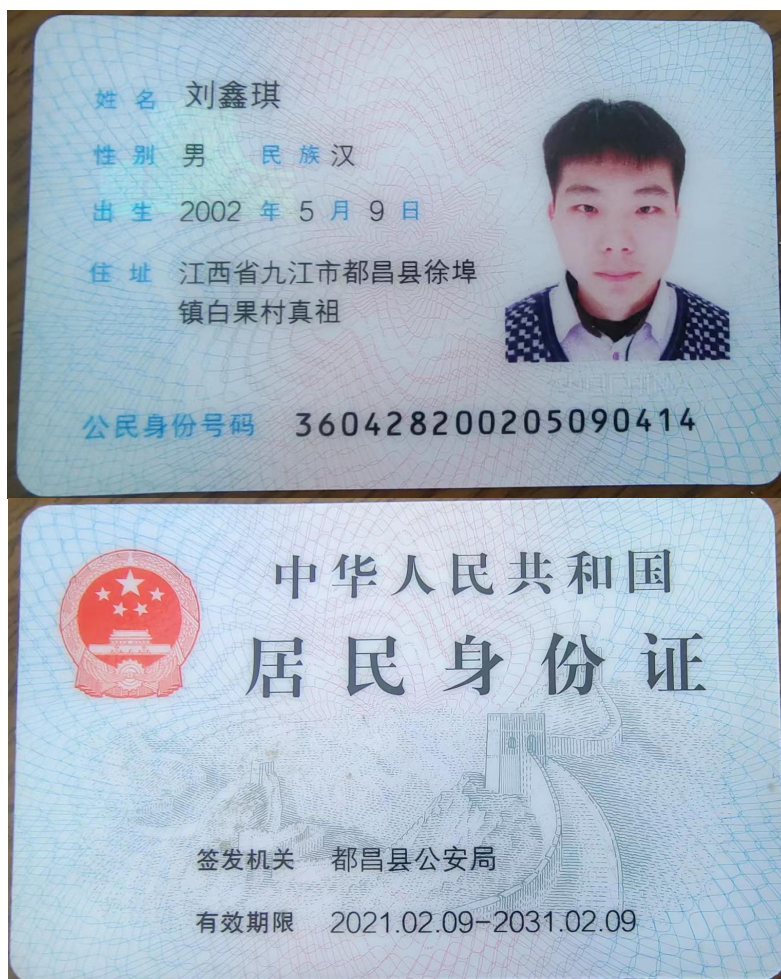 姓名 刘鑫琪
性别 男 民族 汉
出生 2002 年 5 月 9 日
住址 江西省九江市都昌县徐埠
镇白果村真祖
公民身份号码 360428200205090414
中华人民共和国
居民身份证
签发机关 都昌县公安局
有效期限 2021.02.09-2031.02.09